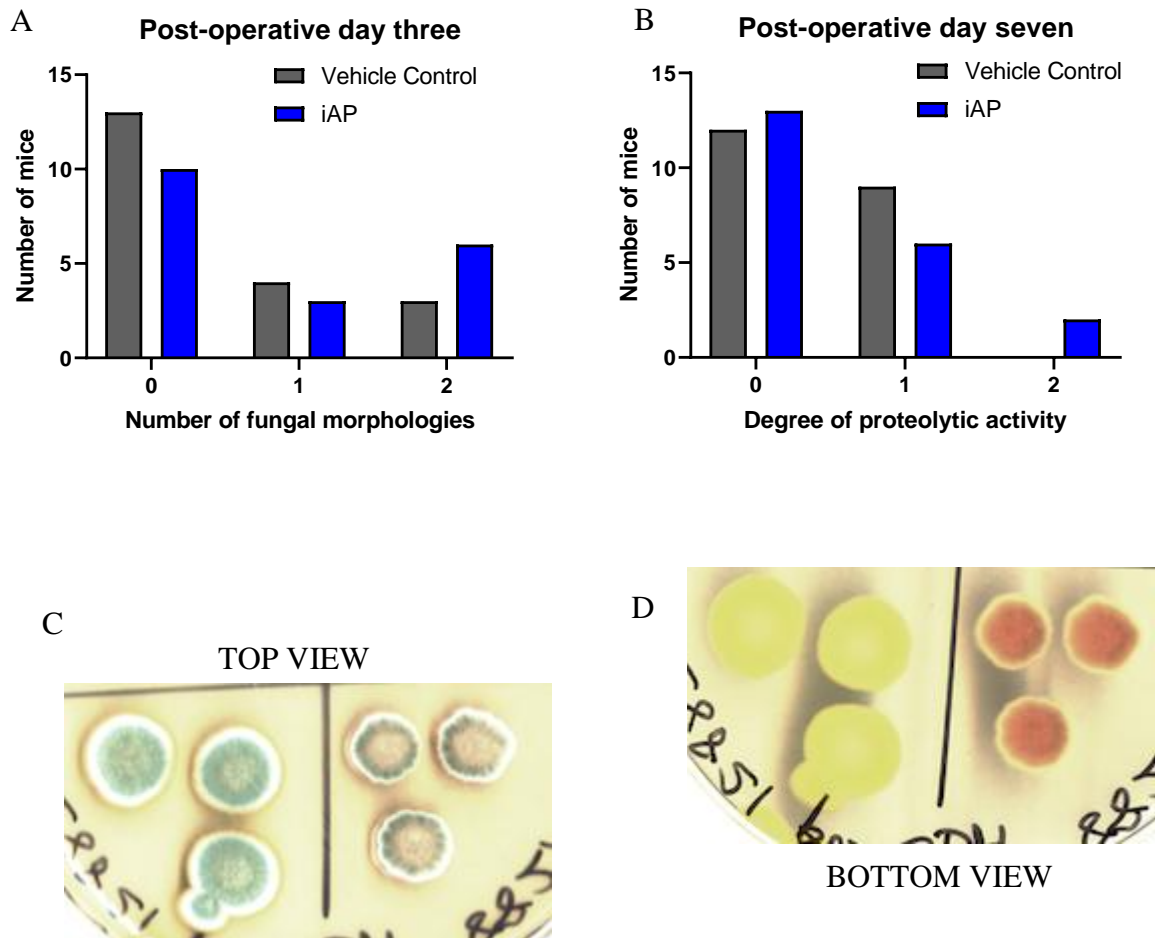 A
Post-operative day three
Vehicle Control
iAP
Number of mice
15
10
5
0
0 1 2
Number of fungal morphologies
B
Post-operative day seven
Vehicle Control
iAP
Number of mice
15
10
5
0
0 1 2
Degree of proteolytic activity
C
TOP VIEW
D
BOTTOM VIEW